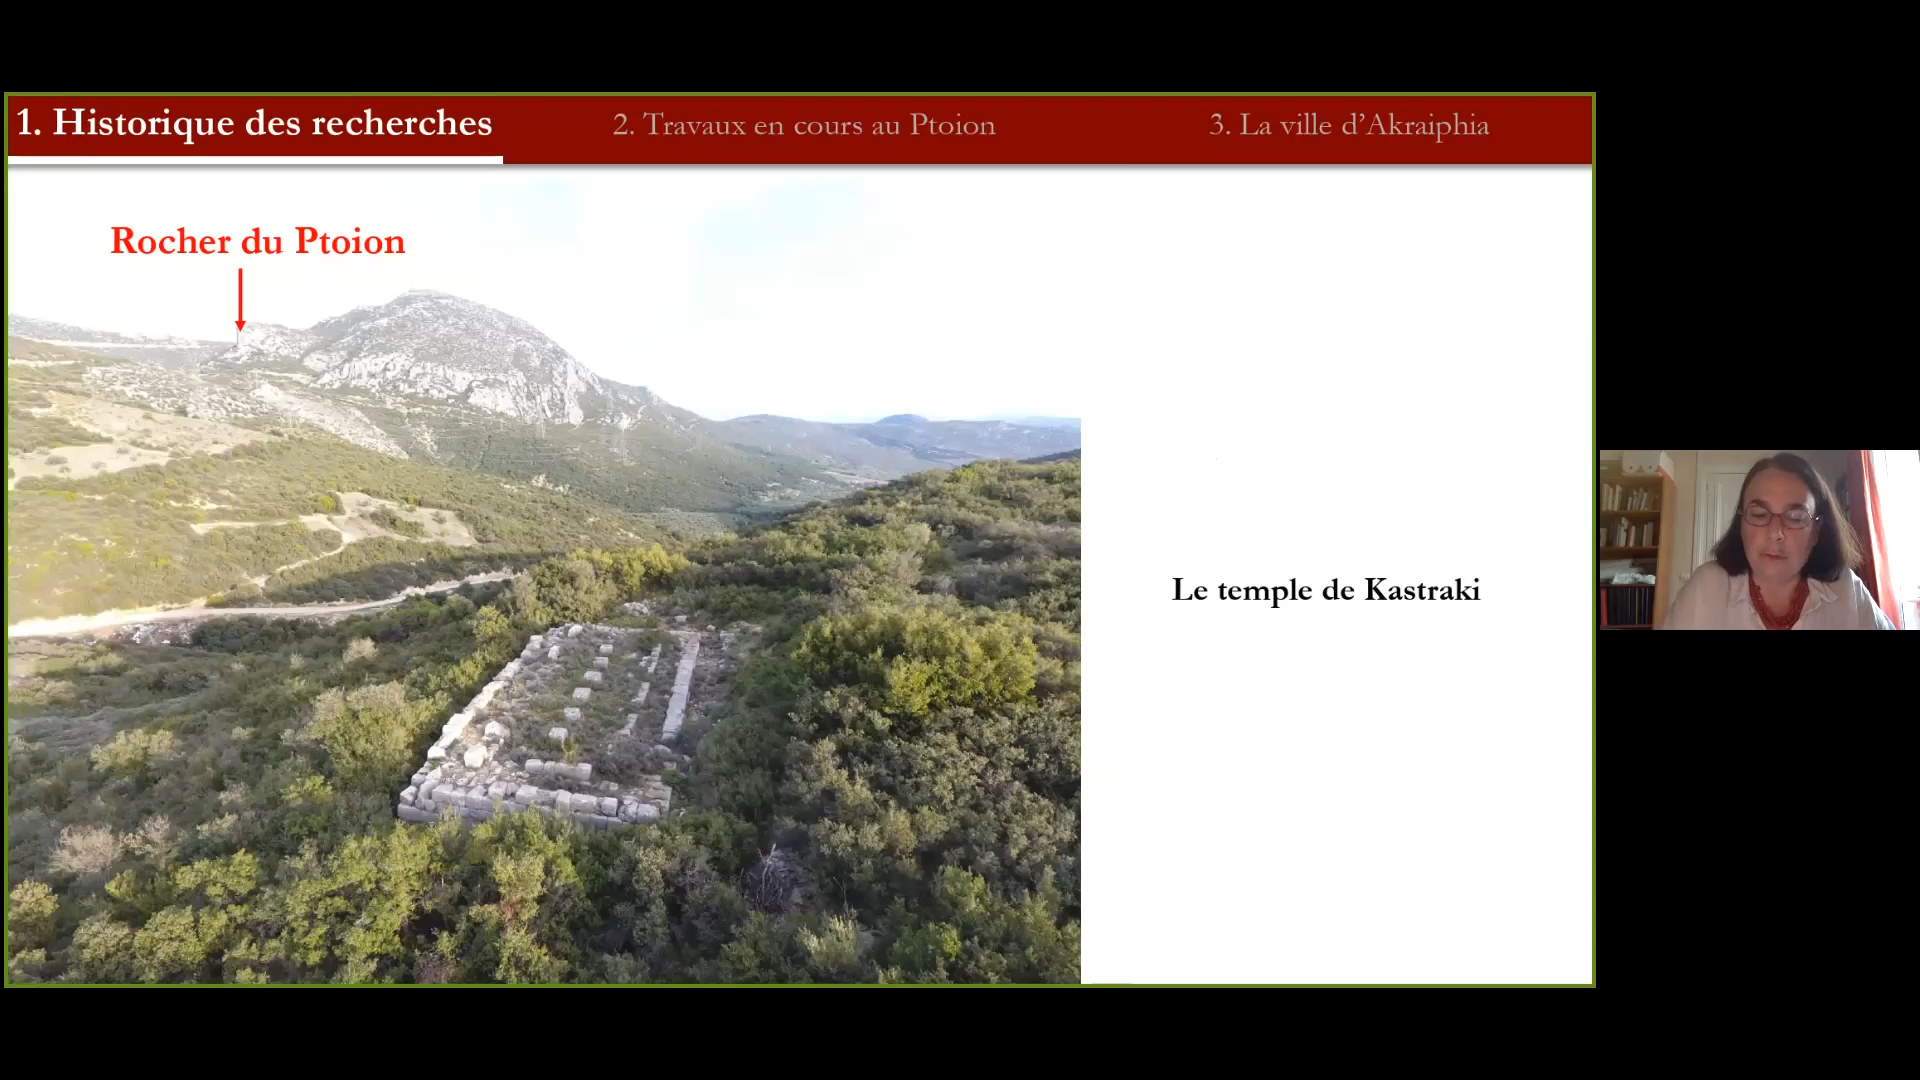 1. Historique des recherches
2. Travaux en cours au Ptoion
3. La ville d’Akraiphia
Rocher du Ptoion
Le temple de Kastraki